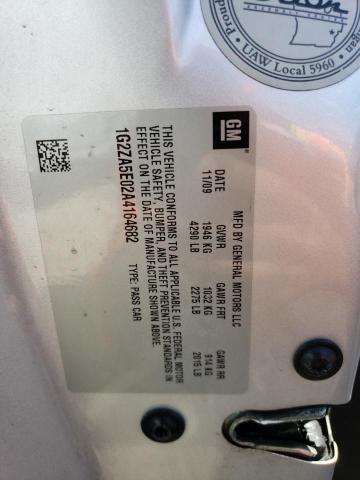 Proudly
UAW Local 5960
GM
MFD BY GENERAL MOTORS LLC
DATE GVWR GAWR FRT GAWR RR
11/09 1946 KG 1032 KG 914 KG
4290 LB 2275 LB 2015 LB
THIS VEHICLE CONFORMS TO ALL APPLICABLE U.S. FEDERAL MOTOR
VEHICLE SAFETY, BUMPER, AND THEFT PREVENTION STANDARDS IN
EFFECT ON THE DATE OF MANUFACTURE SHOWN ABOVE.
1G2ZA5E02A4164682 TYPE: PASS CAR